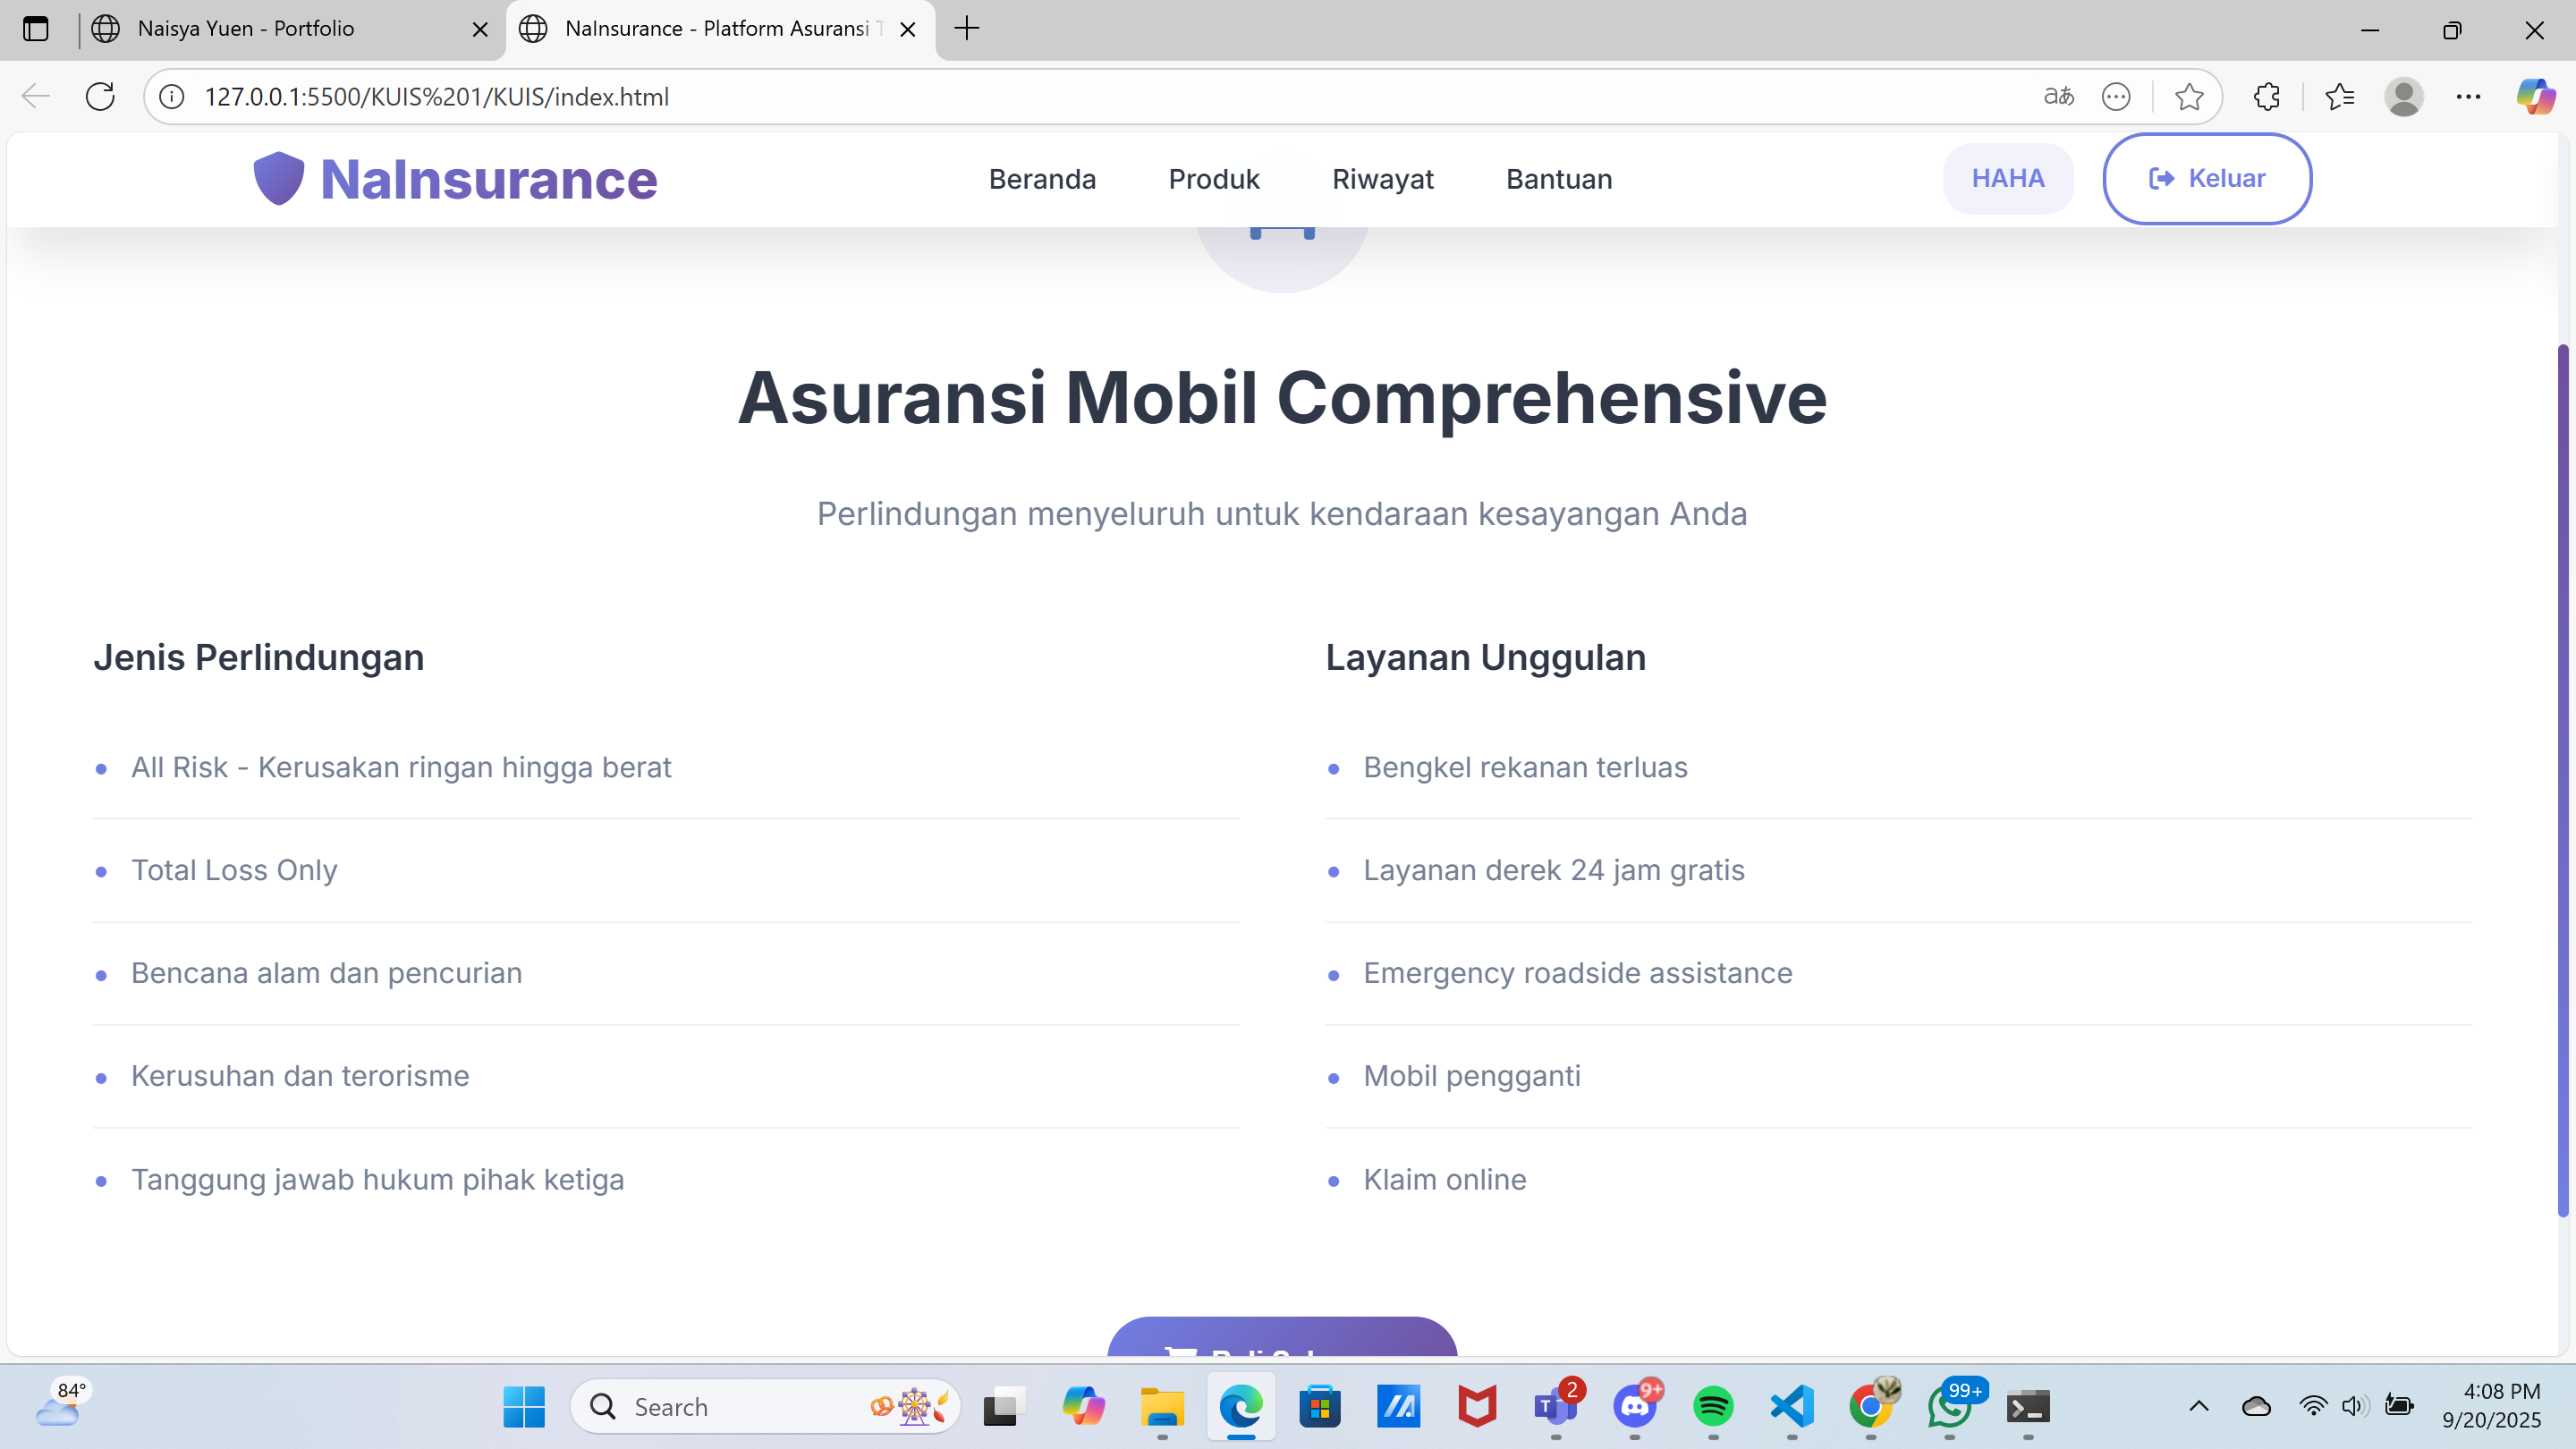 Naisya Yuen - Portfolio
NaInsurance - Platform Asuransi T
127.0.0.1:5500/KUIS%201/KUIS/index.html
NaInsurance
Beranda
Produk
Riwayat
Bantuan
HAHA
Keluar
Asuransi Mobil Comprehensive
Perlindungan menyeluruh untuk kendaraan kesayangan Anda
Jenis Perlindungan
All Risk - Kerusakan ringan hingga berat
Total Loss Only
Bencana alam dan pencurian
Kerusuhan dan terorisme
Tanggung jawab hukum pihak ketiga
Layanan Unggulan
Bengkel rekanan terluas
Layanan derek 24 jam gratis
Emergency roadside assistance
Mobil pengganti
Klaim online
84°
Search
2
9+
99+
4:08 PM
9/20/2025